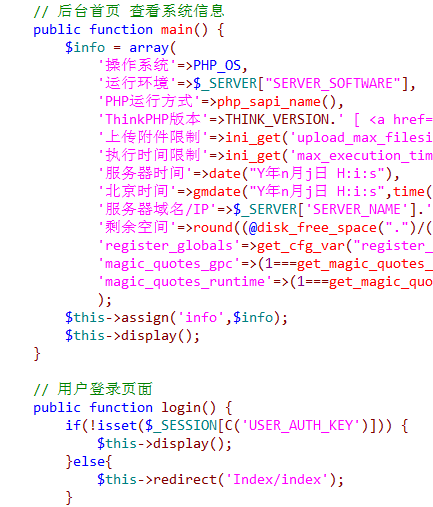 // 后台首页 查看系统信息
public function main() {
$info = array(
'操作系统'=>PHP_OS,
'运行环境'=>$_SERVER["SERVER_SOFTWARE"],
'PHP运行方式'=>php_sapi_name(),
'ThinkPHP版本'=>THINK_VERSION.' [ <a href=
'上传附件限制'=>ini_get('upload_max_filesi
'执行时间限制'=>ini_get('max_execution_tim
'服务器时间'=>date("Y年n月j日 H:i:s"),
'北京时间'=>gmdate("Y年n月j日 H:i:s",time(
'服务器域名/IP'=>$_SERVER['SERVER_NAME'].'
'剩余空间'=>round((@disk_free_space(".")/(
'register_globals'=>get_cfg_var("register_
'magic_quotes_gpc'=>(1===get_magic_quotes_
'magic_quotes_runtime'=>(1===get_magic_quo
);
$this->assign('info',$info);
$this->display();
}
// 用户登录页面
public function login() {
if(!isset($_SESSION[C('USER_AUTH_KEY')])) {
$this->display();
}else{
$this->redirect('Index/index');
}